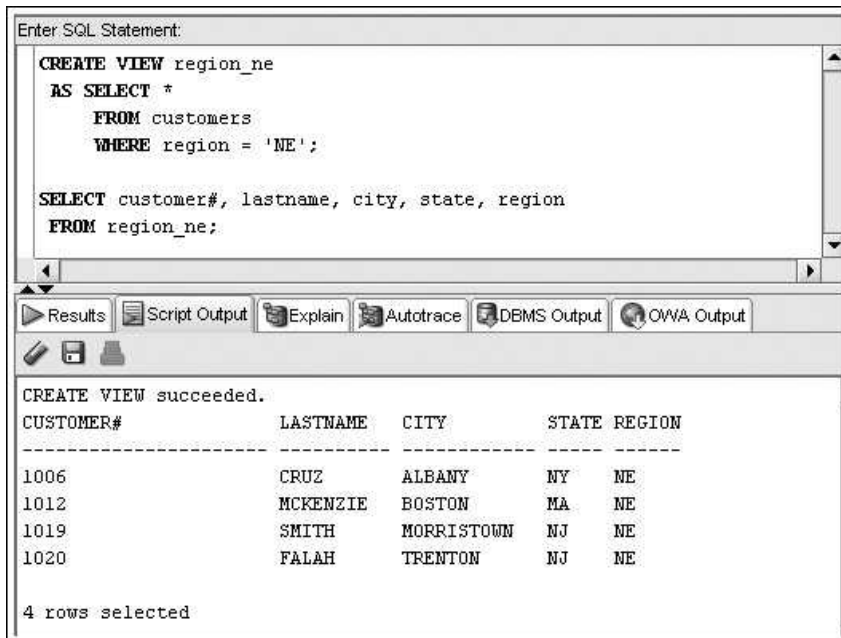 Enter SQL Statement:
CREATE VIEW region_ne
AS SELECT *
FROM customers
WHERE region = 'NE';
SELECT customer#, lastname, city, state, region
FROM region_ne;
Results Script Output Explain Autotrace DBMS Output OWA Output
CREATE VIEW succeeded.
CUSTOMER# LASTNAME CITY STATE REGION
---------------------- ---------- ------------ ----- ------
1006 CRUZ ALBANY NY NE
1012 MCKENZIE BOSTON MA NE
1019 SMITH MORRISTOWN NJ NE
1020 FALAH TRENTON NJ NE
4 rows selected